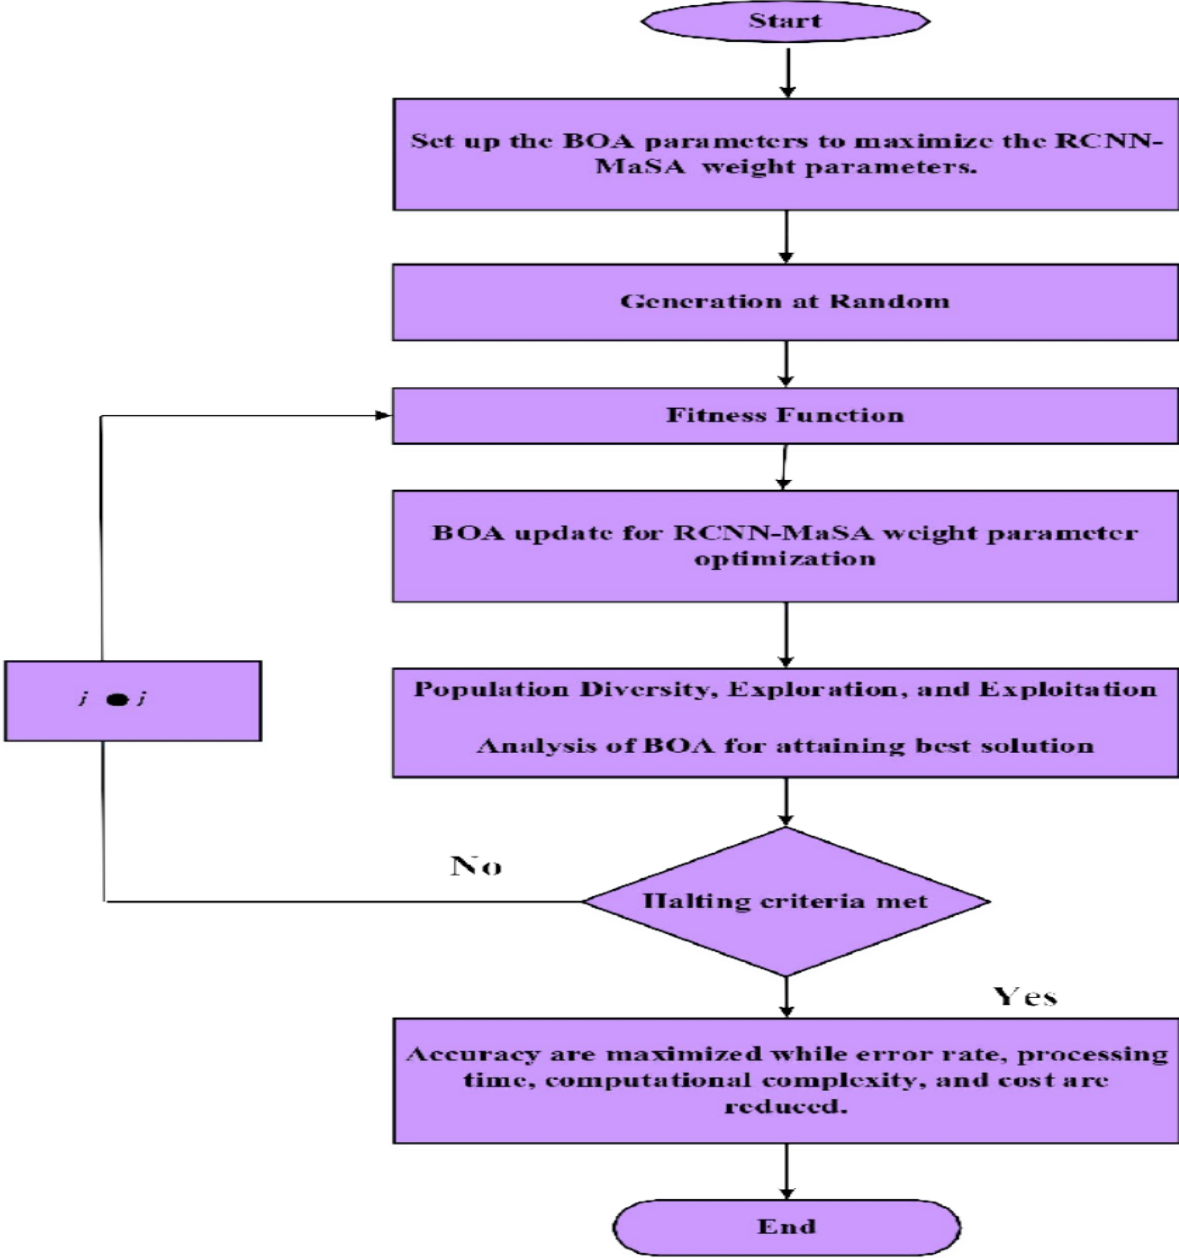 Start
Set up the BOA parameters to maximize the RCNN-
MaSA weight parameters.
Generation at Random
Fitness Function
BOA update for RCNN-MaSA weight parameter
optimization
Population Diversity, Exploration, and Exploitation
j ● j
Analysis of BOA for attaining best solution
No
Halting criteria met
Yes
Accuracy are maximized while error rate, processing
time, computational complexity, and cost are
reduced.
End